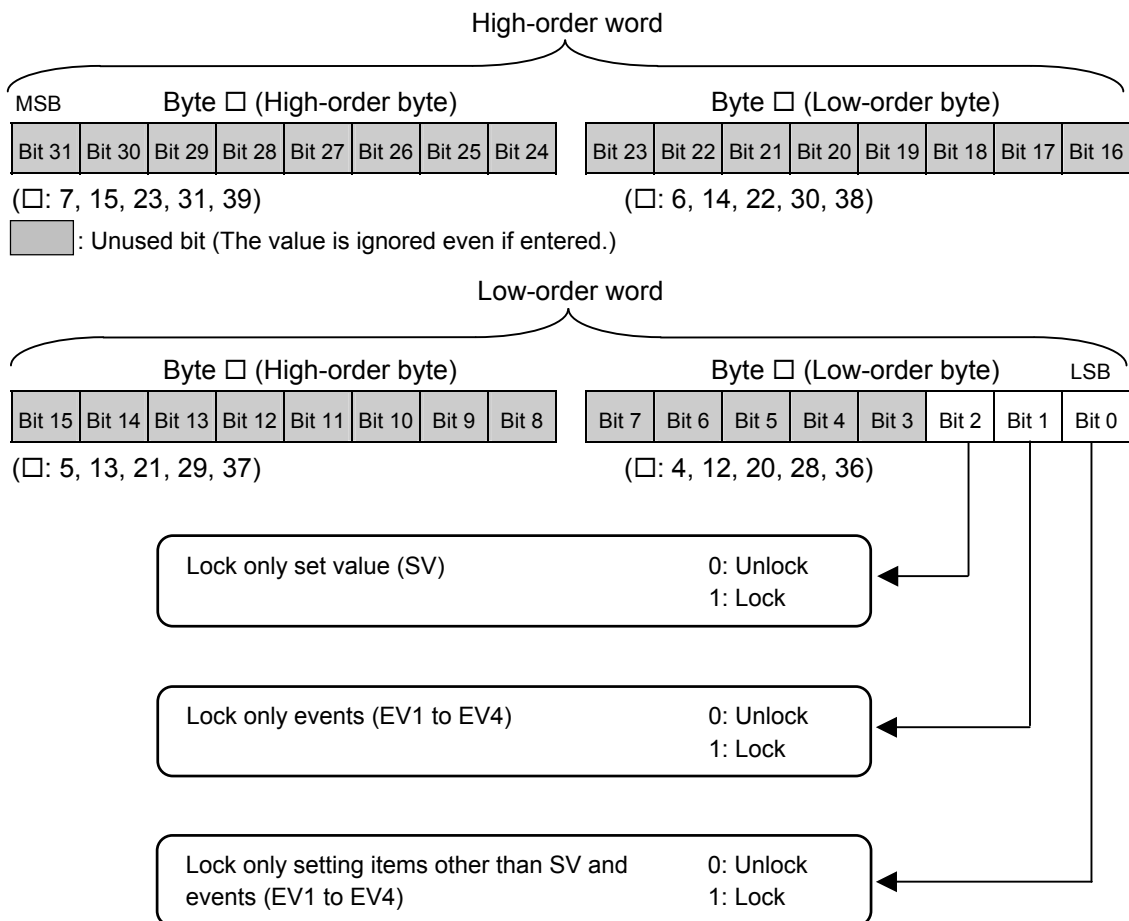 High-order word
MSB Byte □ (High-order byte) Byte □ (Low-order byte)
Bit 31 Bit 30 Bit 29 Bit 28 Bit 27 Bit 26 Bit 25 Bit 24 Bit 23 Bit 22 Bit 21 Bit 20 Bit 19 Bit 18 Bit 17 Bit 16
(□: 7, 15, 23, 31, 39) (□: 6, 14, 22, 30, 38)
: Unused bit (The value is ignored even if entered.)
Low-order word
Byte □ (High-order byte) Byte □ (Low-order byte) LSB
Bit 15 Bit 14 Bit 13 Bit 12 Bit 11 Bit 10 Bit 9 Bit 8 Bit 7 Bit 6 Bit 5 Bit 4 Bit 3 Bit 2 Bit 1 Bit 0
(□: 5, 13, 21, 29, 37) (□: 4, 12, 20, 28, 36)
Lock only set value (SV) 0: Unlock
1: Lock
Lock only events (EV1 to EV4) 0: Unlock
1: Lock
Lock only setting items other than SV and 0: Unlock
events (EV1 to EV4) 1: Lock